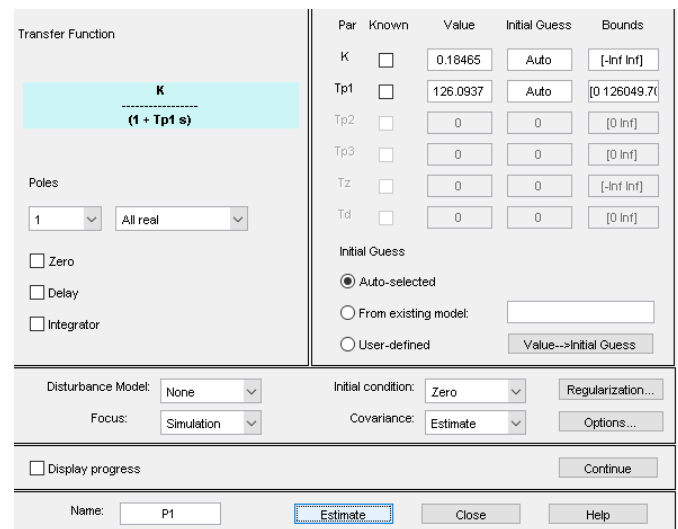 Transfer Function
K
-----------------
(1 + Tp1 s)
Poles
1 All real
Zero
Delay
Integrator
Par Known Value Initial Guess Bounds
K 0.18465 Auto [-Inf Inf]
Tp1 126.0937 Auto [0 126049.70
Tp2 0 0 [0 Inf]
Tp3 0 0 [0 Inf]
Tz 0 0 [-Inf Inf]
Td 0 0 [0 Inf]
Initial Guess
Auto-selected
From existing model:
User-defined Value-->Initial Guess
Disturbance Model: None Initial condition: Zero Regularization...
Focus: Simulation Covariance: Estimate Options...
Display progress Continue
Name: P1 Estimate Close Help